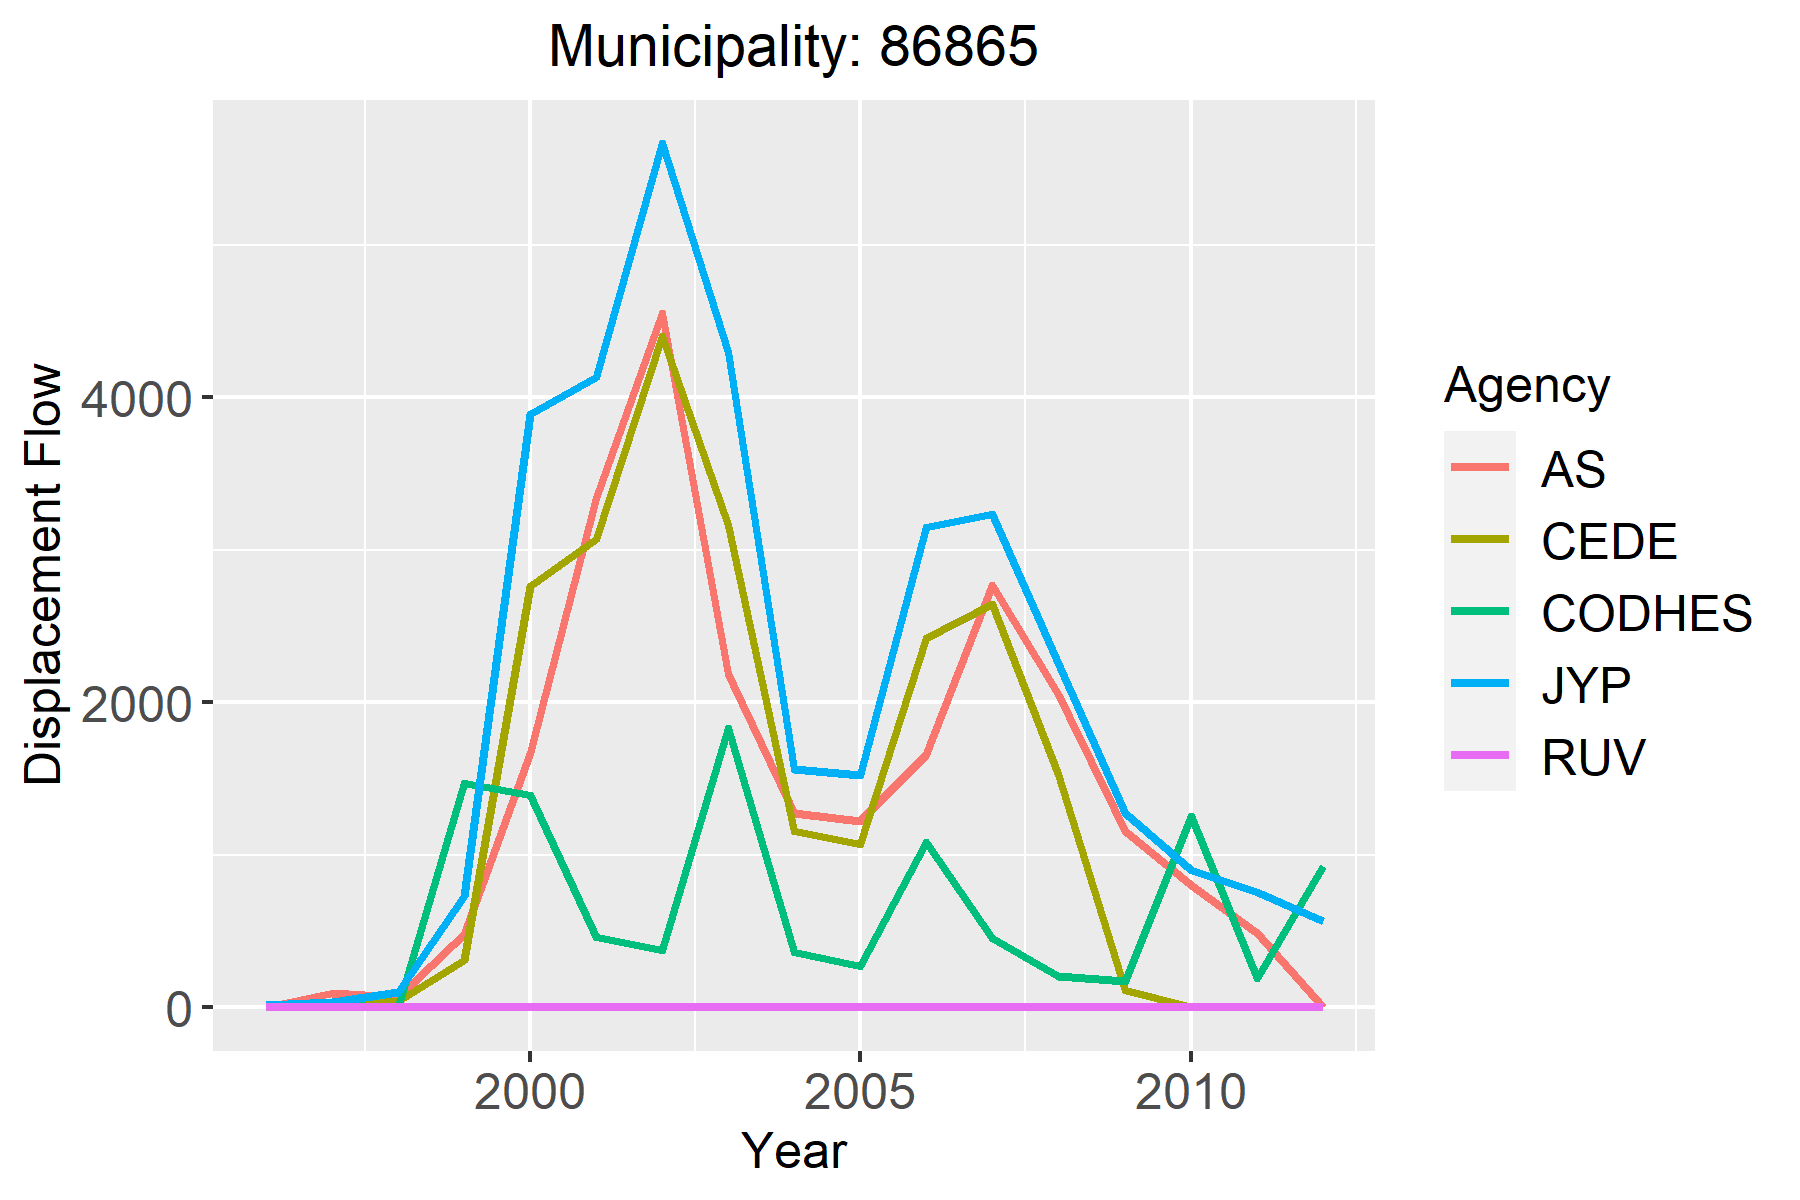 Municipality: 86865
Displacement Flow
4000
2000
0
2000
2005
2010
Year
Agency
AS
CEDE
CODHES
JYP
RUV